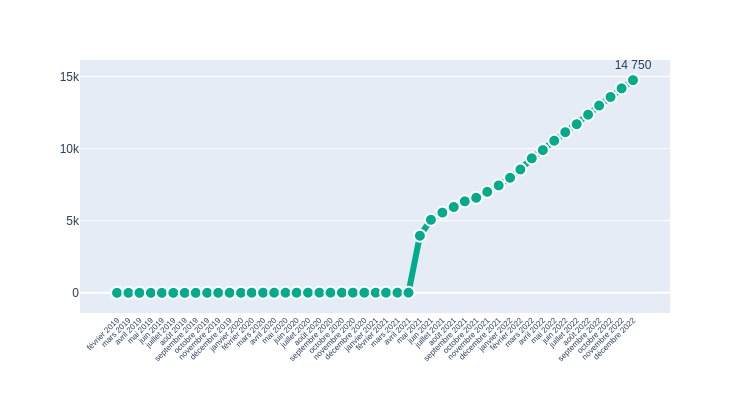 14 750
15k
10k
5k
0
février 2019
mars 2019
avril 2019
mai 2019
juin 2019
juillet 2019
août 2019
septembre 2019
octobre 2019
novembre 2019
décembre 2019
janvier 2020
février 2020
mars 2020
avril 2020
mai 2020
juin 2020
juillet 2020
août 2020
septembre 2020
octobre 2020
novembre 2020
décembre 2020
janvier 2021
février 2021
mars 2021
avril 2021
mai 2021
juin 2021
juillet 2021
août 2021
septembre 2021
octobre 2021
novembre 2021
décembre 2021
janvier 2022
février 2022
mars 2022
avril 2022
mai 2022
juin 2022
juillet 2022
août 2022
septembre 2022
octobre 2022
novembre 2022
décembre 2022